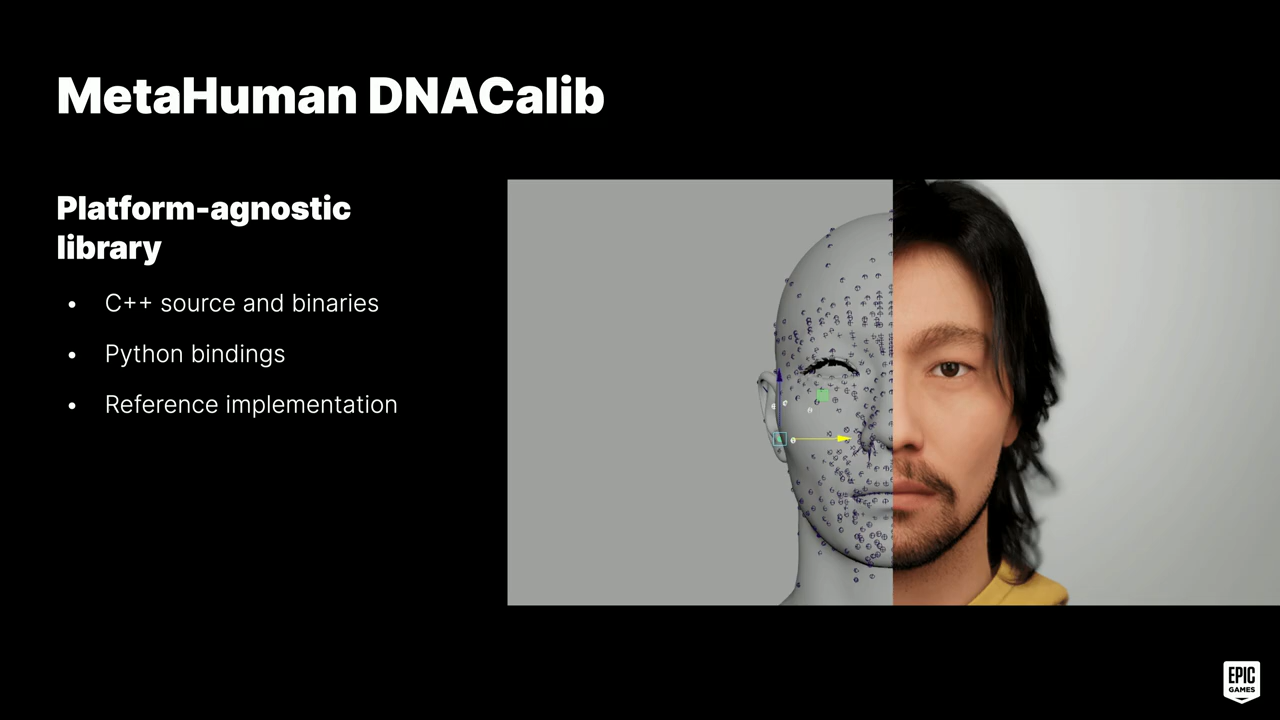 MetaHuman DNACalib
Platform-agnostic
library
• C++ source and binaries
• Python bindings
• Reference implementation
EPIC
GAMES